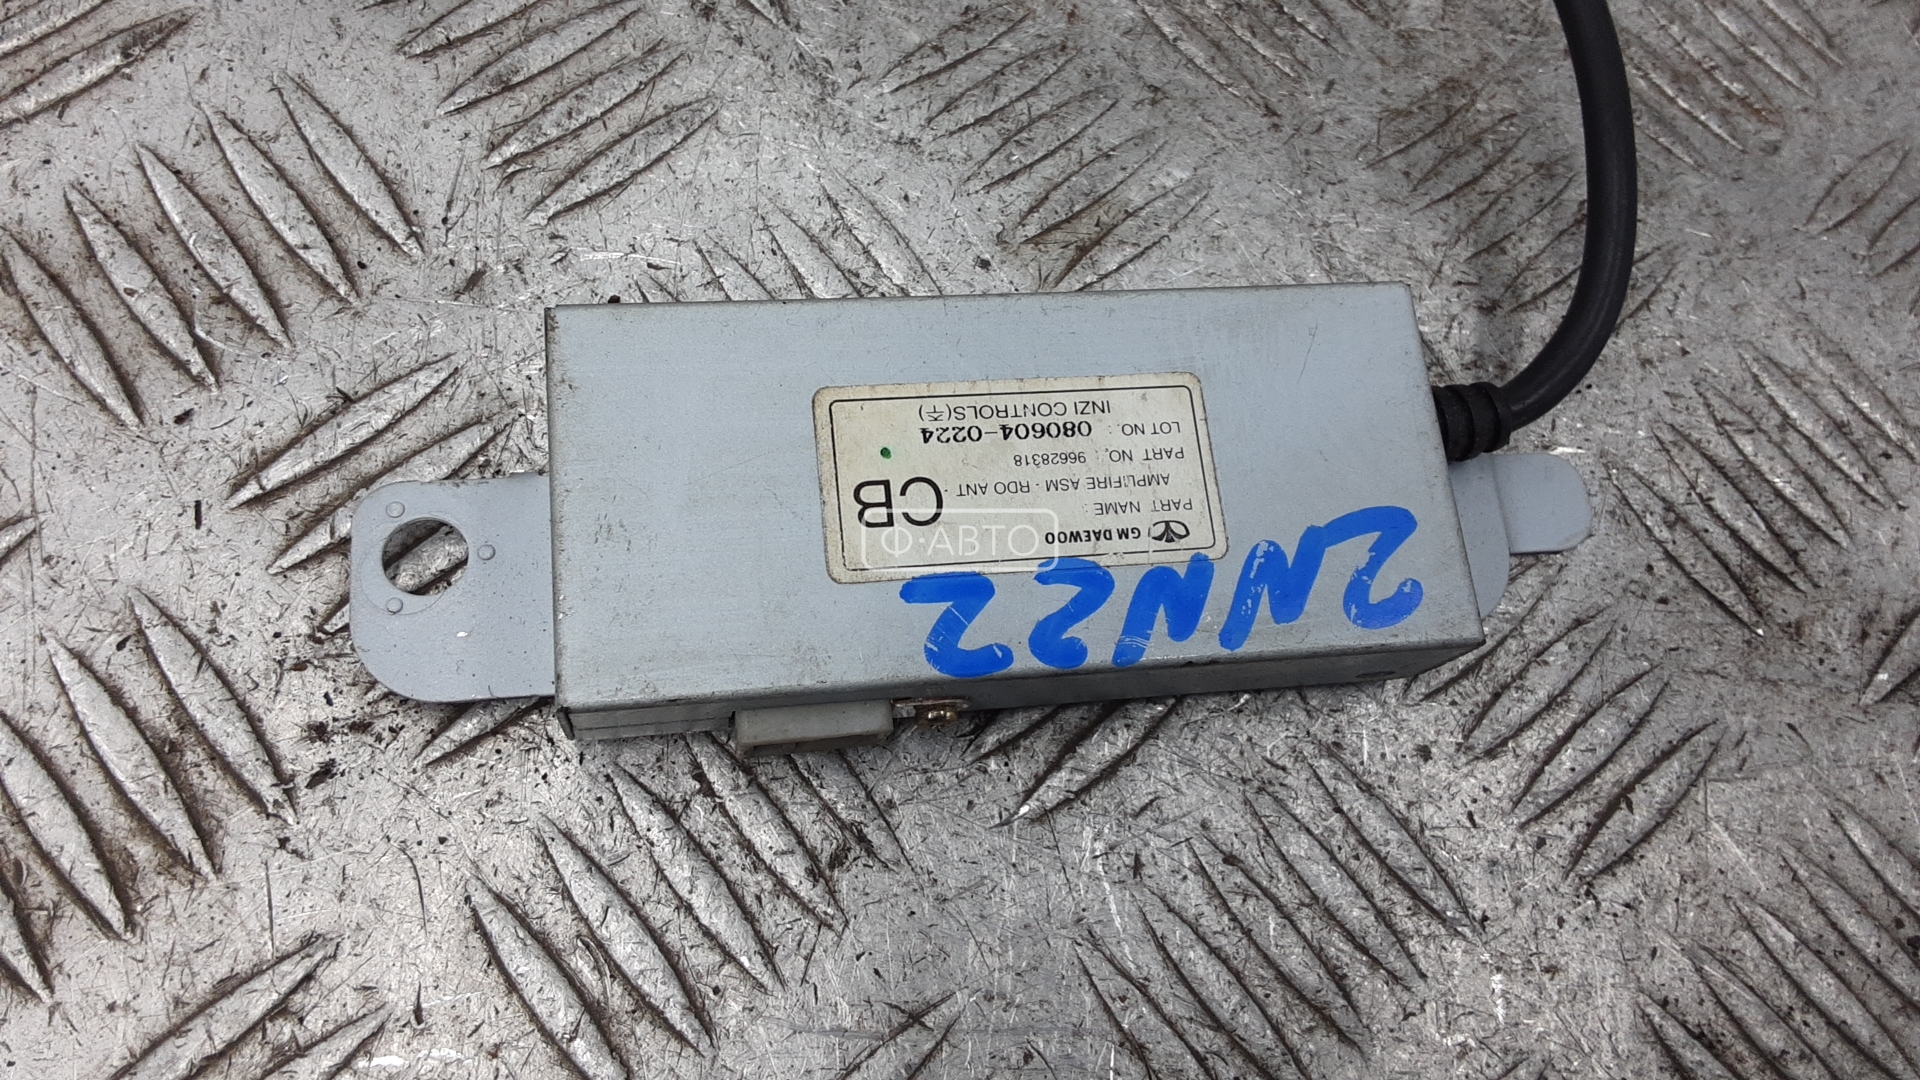 GM DAEWOO
PART NAME :
AMPLIFIRE ASM - RDO ANT -
CB
PART NO. : 96628318
LOT NO. : 080604-0224
INZI CONTROLS(주)
2NN22
Ф·АВТО